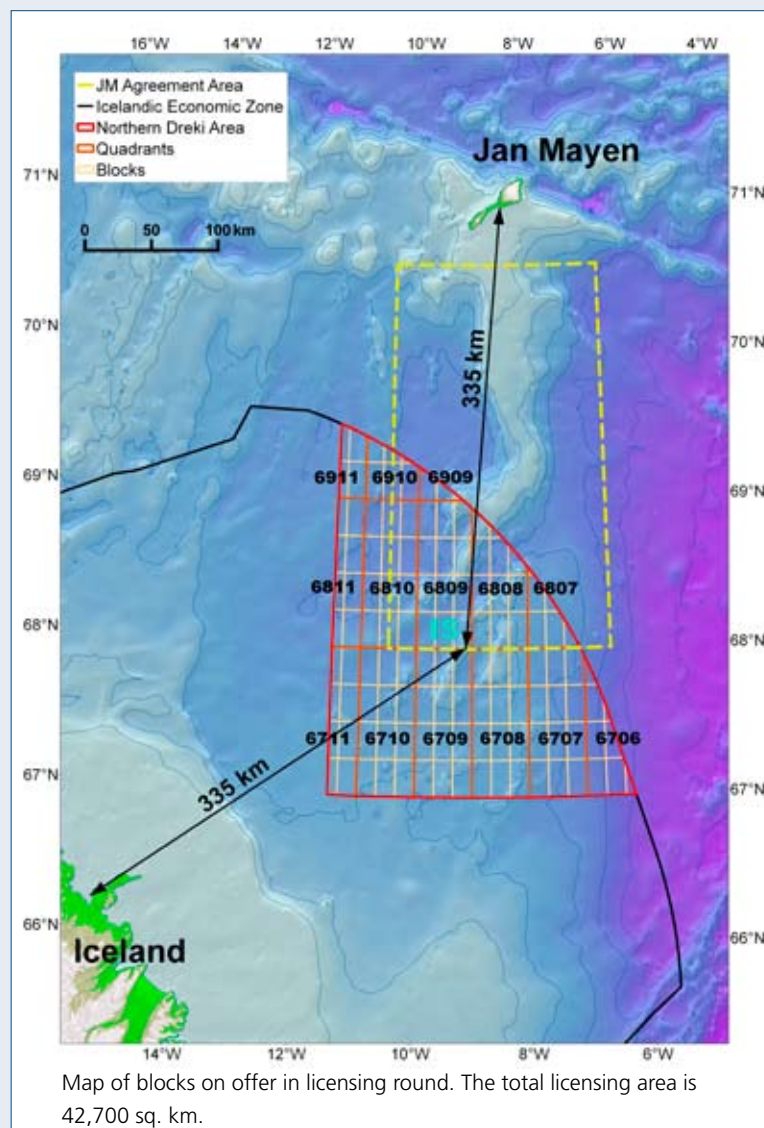 16°W 14°W 12°W 10°W 8°W 6°W 4°W
JM Agreement Area
Icelandic Economic Zone
Northern Dreki Area
Quadrants
Blocks
Jan Mayen
71°N 71°N
0 50 100 km
70°N 70°N
335 km
69°N 6911 6910 6909 69°N
6811 6810 6809 6808 6807
68°N 68°N
6711 6710 6709 6708 6707 6706
335 km
67°N 67°N
66°N 66°N
Iceland
14°W 12°W 10°W 8°W 6°W
Map of blocks on offer in licensing round. The total licensing area is
42,700 sq. km.